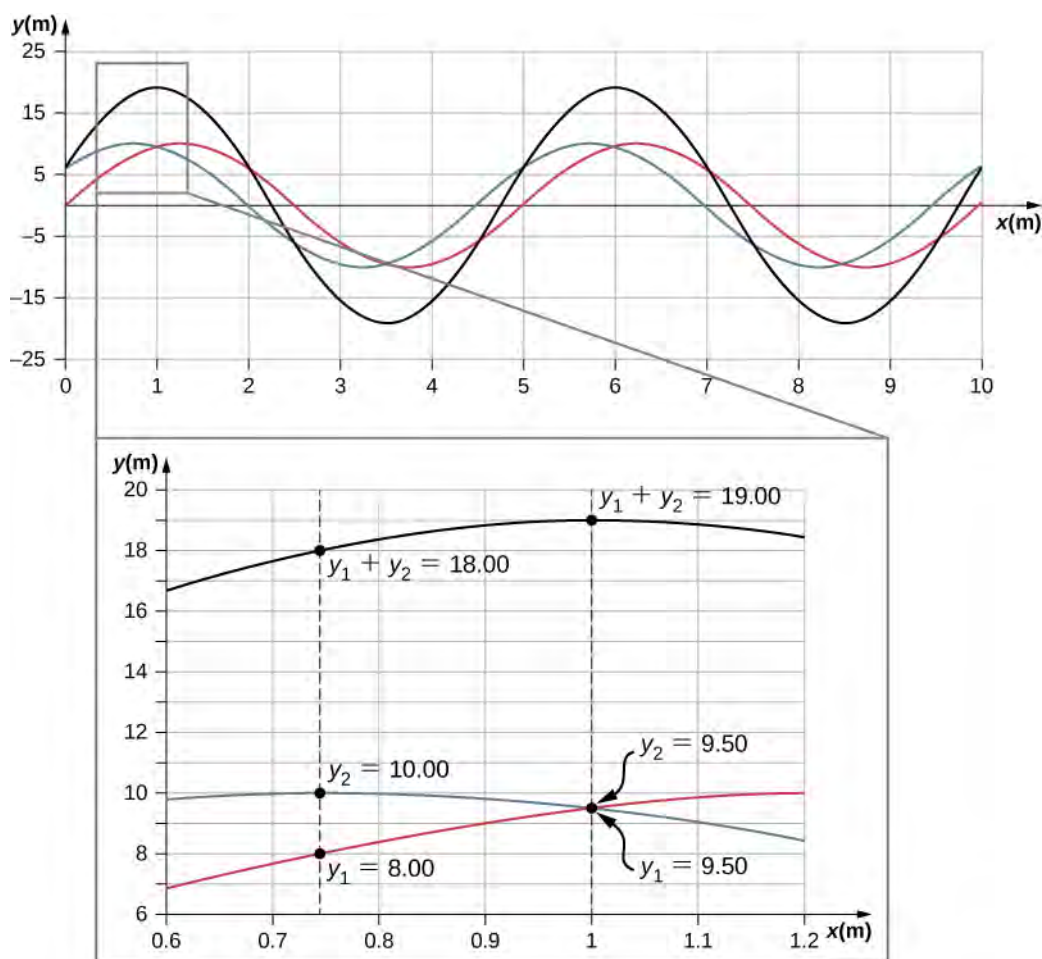 y(m)
25
15
5
–5
–15
–25
x(m)
0 1 2 3 4 5 6 7 8 9 10
y(m)
20
18
16
14
12
10
8
6
y₁ + y₂ = 19.00
y₁ + y₂ = 18.00
y₂ = 9.50
y₂ = 10.00
y₁ = 8.00
y₁ = 9.50
0.6 0.7 0.8 0.9 1 1.1 1.2 x(m)